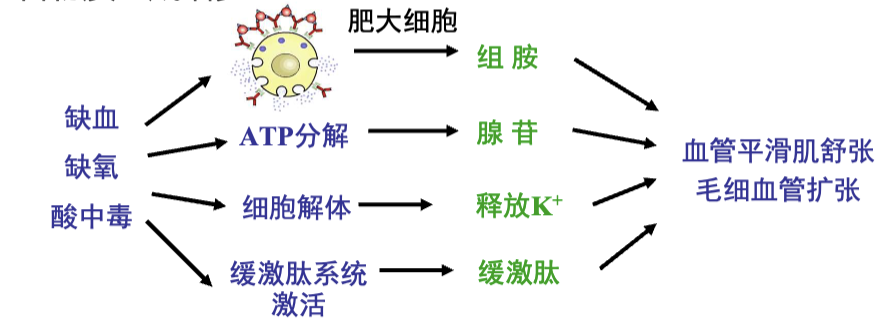 肥大细胞
组 胺
缺血
缺氧
酸中毒
ATP分解
腺 苷
细胞解体
释放K⁺
缓激肽系统
激活
缓激肽
血管平滑肌舒张
毛细血管扩张